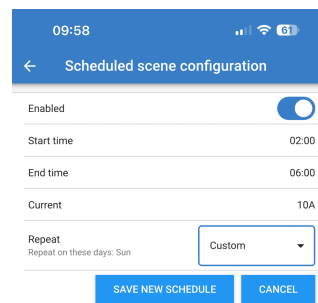 09:58
61
← Scheduled scene configuration
Enabled
Start time 02:00
End time 06:00
Current 10A
Repeat
Repeat on these days: Sun
Custom
SAVE NEW SCHEDULE CANCEL